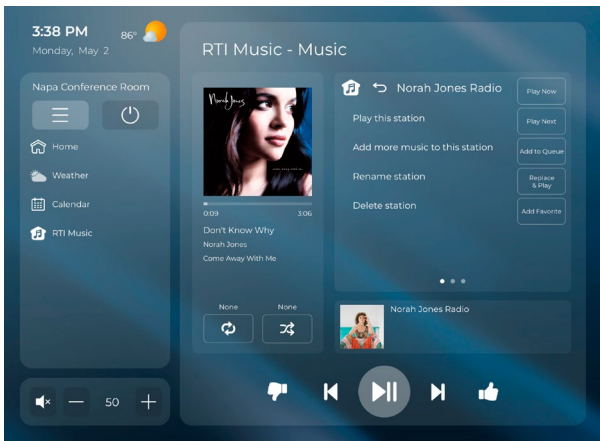 3:38 PM
86°
Monday, May 2
Napa Conference Room
Home
Weather
Calendar
RTI Music
50
RTI Music - Music
Norah Jones
0:09
3:06
Don't Know Why
Norah Jones
Come Away With Me
None
None
Norah Jones Radio
Play this station
Add more music to this station
Rename station
Delete station
Play Now
Play Next
Add to Queue
Replace
& Play
Add Favorite
Norah Jones Radio